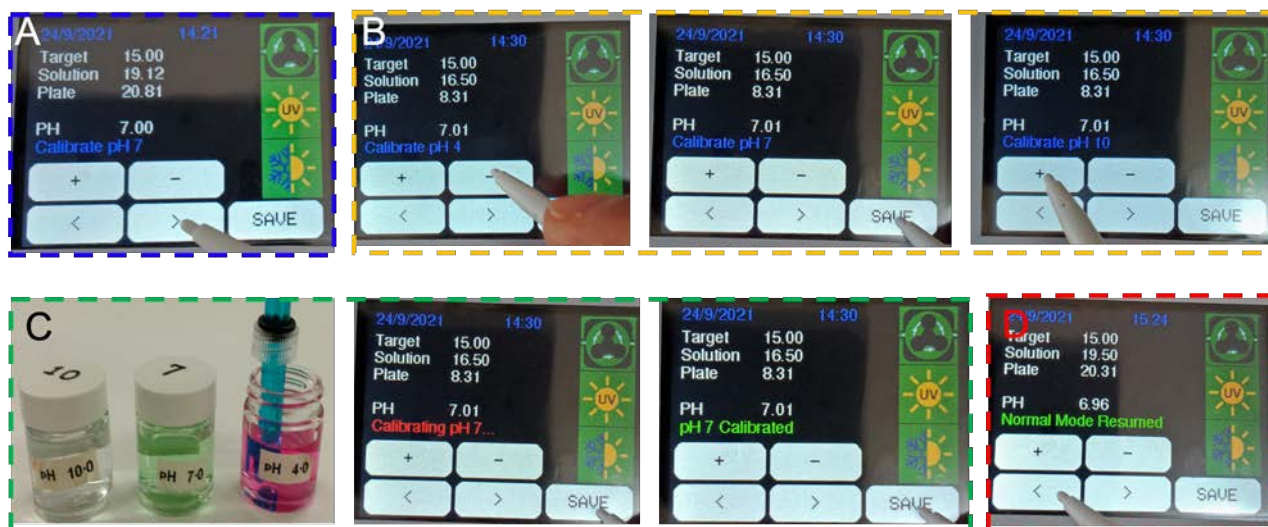 A
24/9/2021 14:21
Target 15.00
Solution 19.12
Plate 20.81
PH 7.00
Calibrate pH 7
+ -
< > SAVE
UV
B
24/9/2021 14:30
Target 15.00
Solution 16.50
Plate 8.31
PH 7.01
Calibrate pH 4
+ -
< >
UV
24/9/2021 14:30
Target 15.00
Solution 16.50
Plate 8.31
PH 7.01
Calibrate pH 7
+ -
< > SAVE
UV
24/9/2021 14:30
Target 15.00
Solution 16.50
Plate 8.31
PH 7.01
Calibrate pH 10
+ -
< > SAVE
UV
C
10 7
pH 10.0 pH 7.0 pH 4.0
24/9/2021 14:30
Target 15.00
Solution 16.50
Plate 8.31
PH 7.01
Calibrating pH 7...
+ -
< > SAVE
UV
24/9/2021 14:30
Target 15.00
Solution 16.50
Plate 8.31
PH 7.01
pH 7 Calibrated
+ -
< > SAVE
UV
D
24/9/2021 15:24
Target 15.00
Solution 19.50
Plate 20.31
PH 6.96
Normal Mode Resumed
+ -
< > SAVE
UV